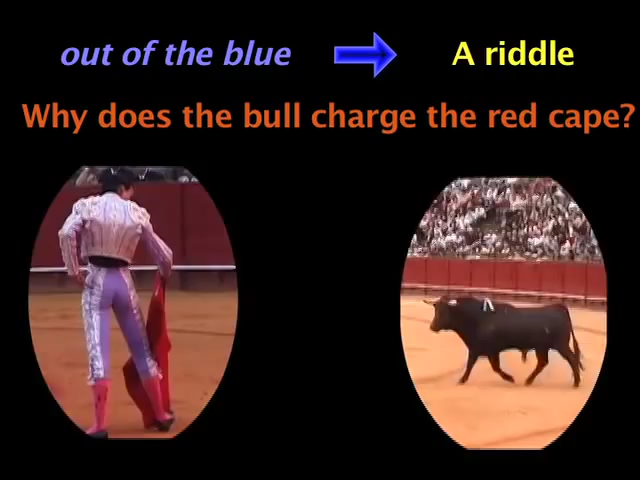 out of the blue A riddle
Why does the bull charge the red cape?